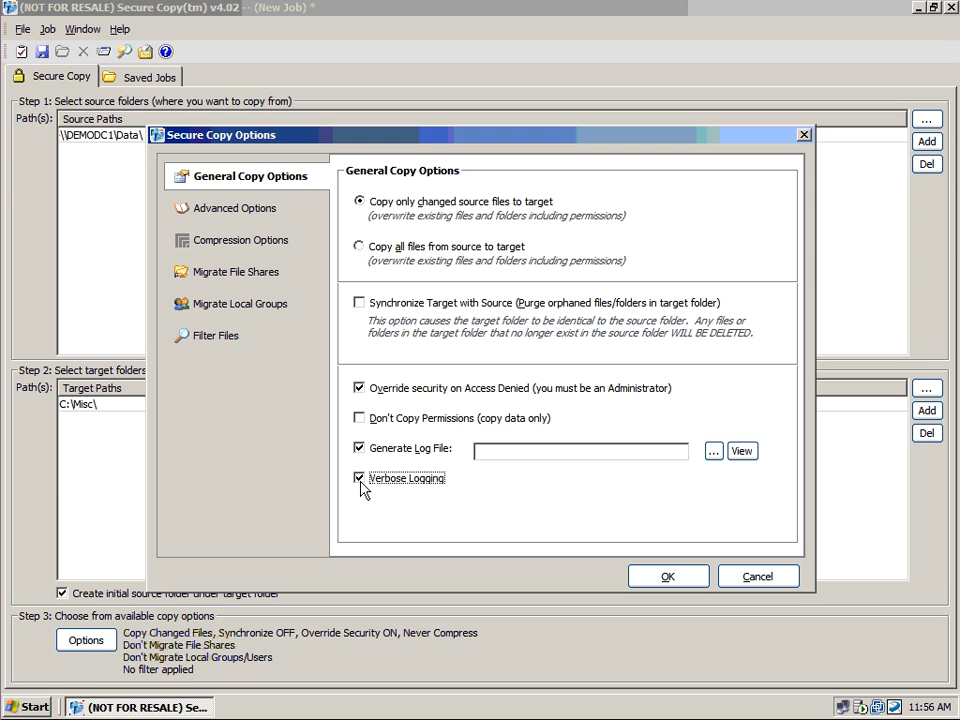 (NOT FOR RESALE) Secure Copy(tm) v4.02 -- (New Job) *
File Job Window Help
Secure Copy Saved Jobs
Step 1: Select source folders (where you want to copy from)
Path(s): Source Paths ...
\\DEMODC1\Data\
Add
Del
Secure Copy Options
General Copy Options
Advanced Options
Compression Options
Migrate File Shares
Migrate Local Groups
Filter Files
General Copy Options
Copy only changed source files to target
(overwrite existing files and folders including permissions)
Copy all files from source to target
(overwrite existing files and folders including permissions)
Synchronize Target with Source (Purge orphaned files/folders in target folder)
This option causes the target folder to be identical to the source folder. Any files or
folders in the target folder that no longer exist in the source folder WILL BE DELETED.
Override security on Access Denied (you must be an Administrator)
Don't Copy Permissions (copy data only)
Generate Log File: ... View
Verbose Logging
OK Cancel
Step 2: Select target folders
Path(s): Target Paths ...
C:\Misc\
Add
Del
Create initial source folder under target folder
Step 3: Choose from available copy options
Options
Copy Changed Files, Synchronize OFF, Override Security ON, Never Compress
Don't Migrate File Shares
Don't Migrate Local Groups/Users
No filter applied
Start (NOT FOR RESALE) Se... 11:56 AM